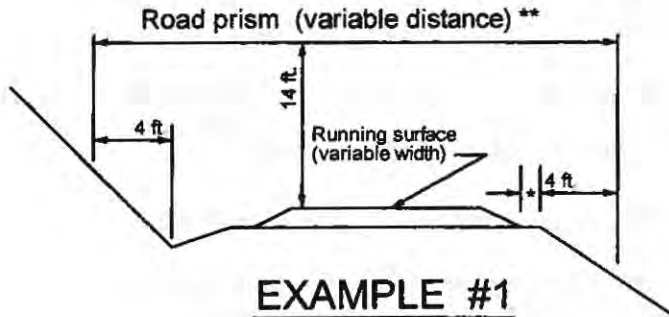 Road prism (variable distance) **
14 ft.
4 ft
Running surface
(variable width)
*
4 ft.
EXAMPLE #1